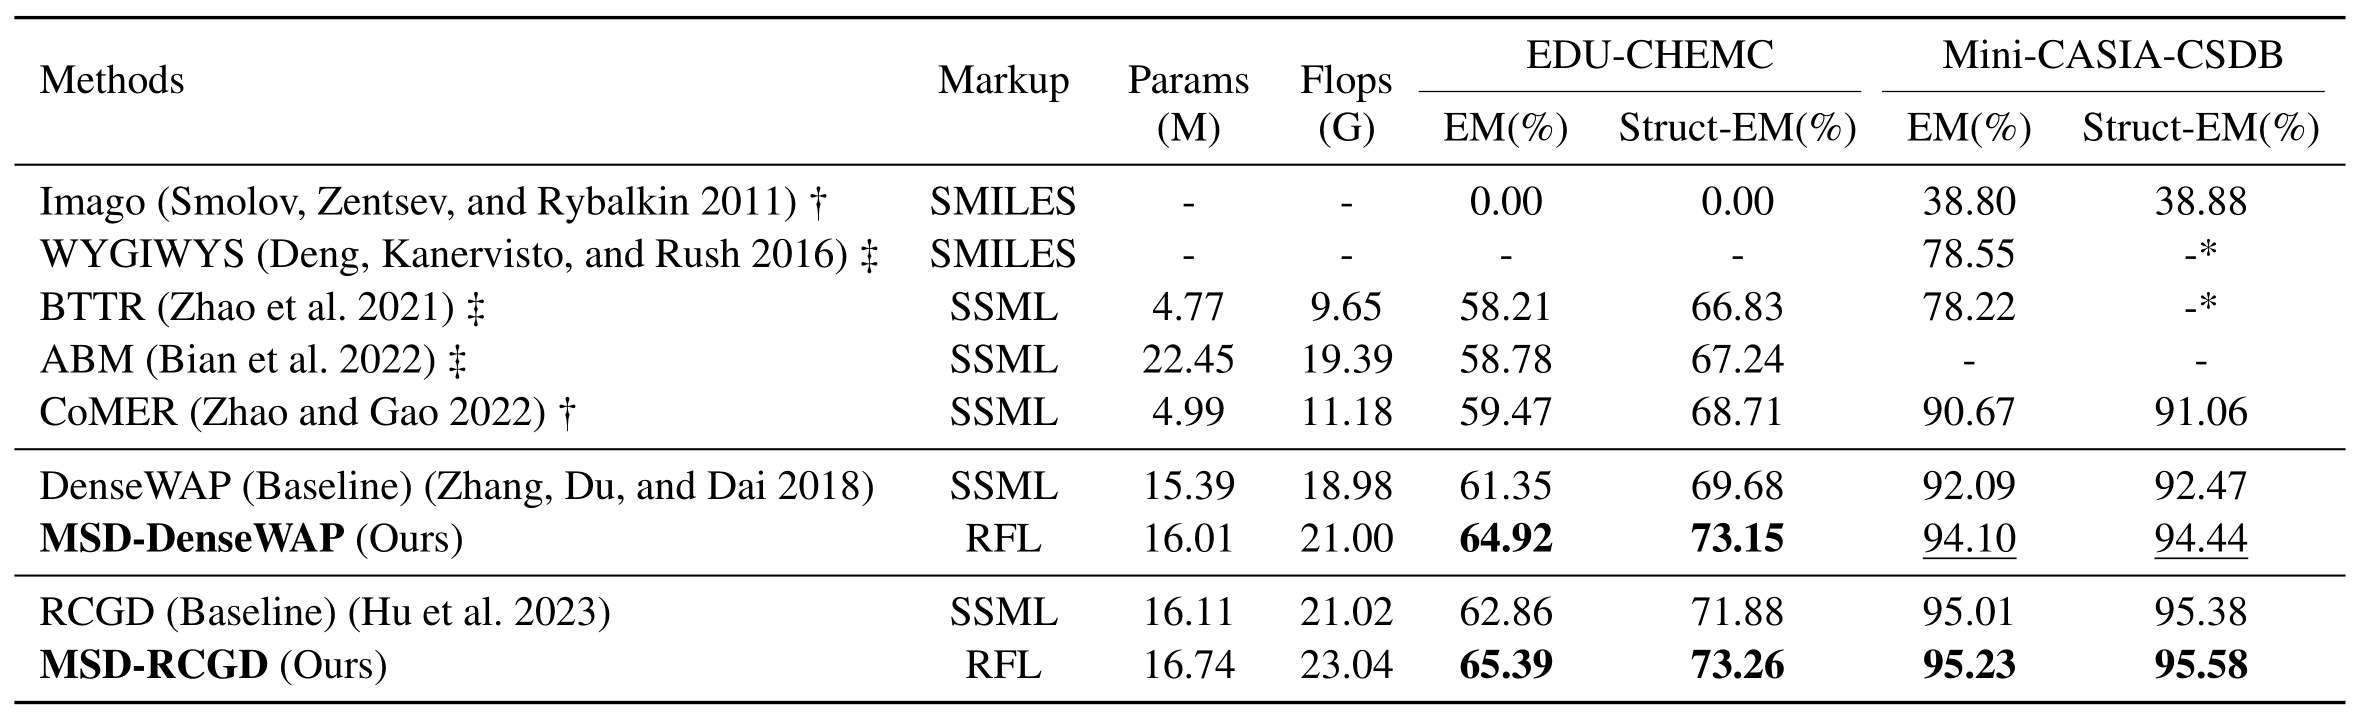 Methods Markup Params (M) Flops (G) EDU-CHEMC Mini-CASIA-CSDB
EM(%) Struct-EM(%) EM(%) Struct-EM(%)
Imago (Smolov, Zentsev, and Rybalkin 2011) † SMILES - - 0.00 0.00 38.80 38.88
WYGIWYS (Deng, Kanervisto, and Rush 2016) ‡ SMILES - - - - 78.55 -*
BTTR (Zhao et al. 2021) ‡ SSML 4.77 9.65 58.21 66.83 78.22 -*
ABM (Bian et al. 2022) ‡ SSML 22.45 19.39 58.78 67.24 - -
CoMER (Zhao and Gao 2022) † SSML 4.99 11.18 59.47 68.71 90.67 91.06
DenseWAP (Baseline) (Zhang, Du, and Dai 2018) SSML 15.39 18.98 61.35 69.68 92.09 92.47
MSD-DenseWAP (Ours) RFL 16.01 21.00 64.92 73.15 94.10 94.44
RCGD (Baseline) (Hu et al. 2023) SSML 16.11 21.02 62.86 71.88 95.01 95.38
MSD-RCGD (Ours) RFL 16.74 23.04 65.39 73.26 95.23 95.58